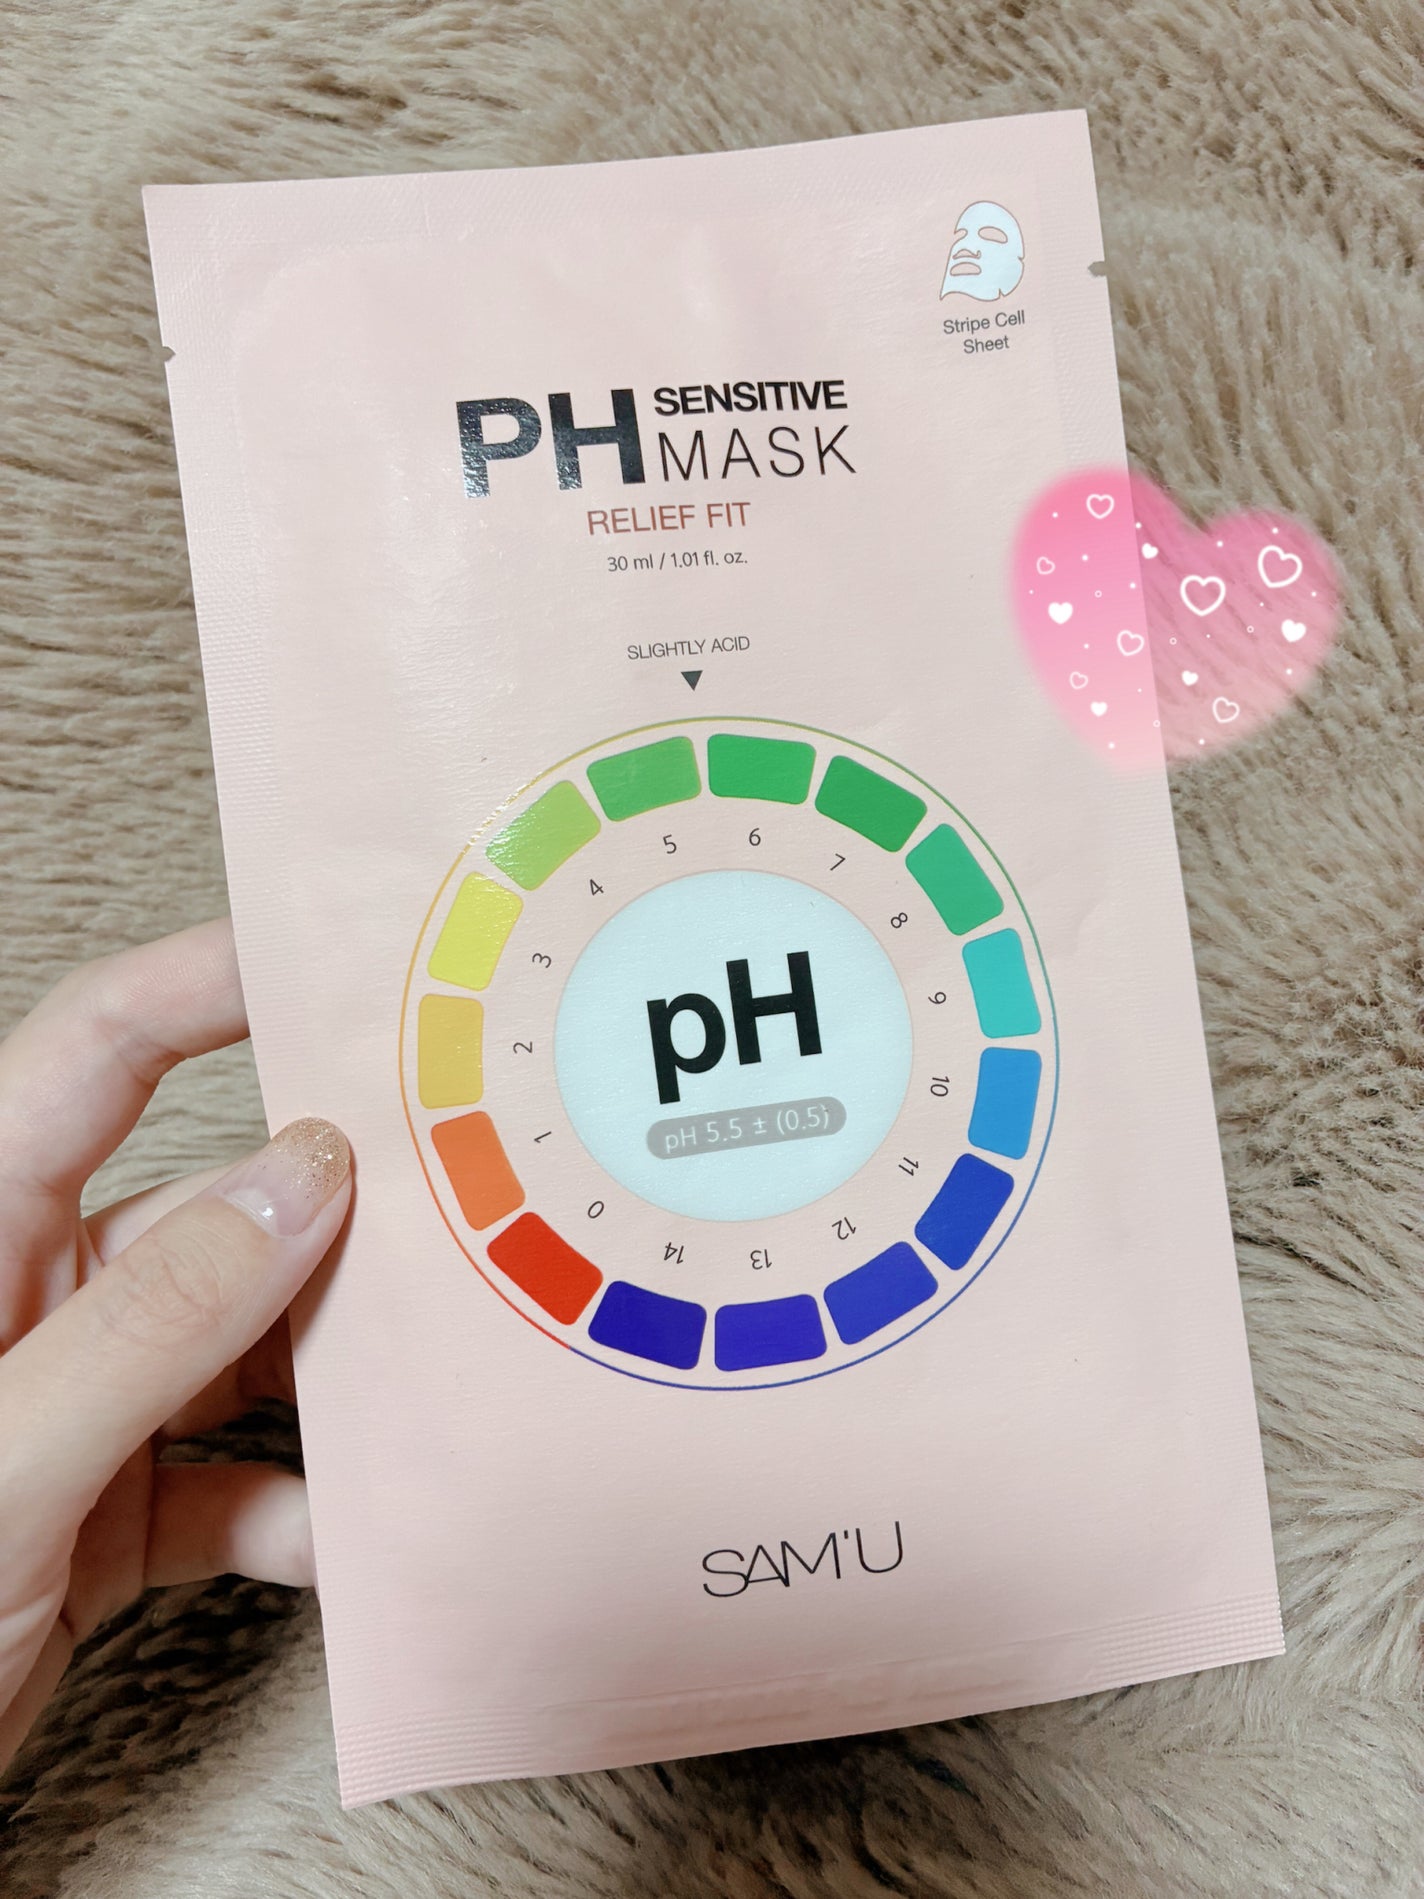 Stripe Cell
Sheet
PH SENSITIVE
MASK
RELIEF FIT
30 ml / 1.01 fl. oz.
SLIGHTLY ACID
0
1
2
3
4
5
6
7
8
9
10
11
12
13
14
pH
pH 5.5 ± (0.5)
SAM'U